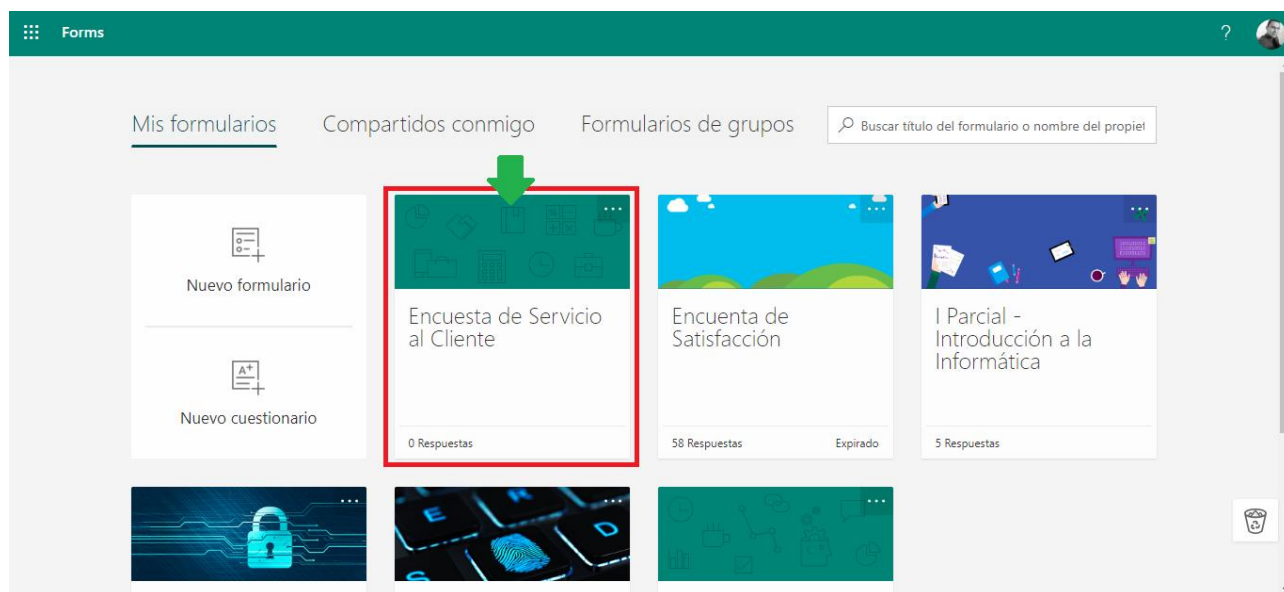 Forms
?
Mis formularios
Compartidos conmigo
Formularios de grupos
Buscar título del formulario o nombre del propiet
Nuevo formulario
Nuevo cuestionario
Encuesta de Servicio
al Cliente
0 Respuestas
Encuenta de
Satisfacción
58 Respuestas
Expirado
I Parcial -
Introducción a la
Informática
5 Respuestas
E
R
D
S